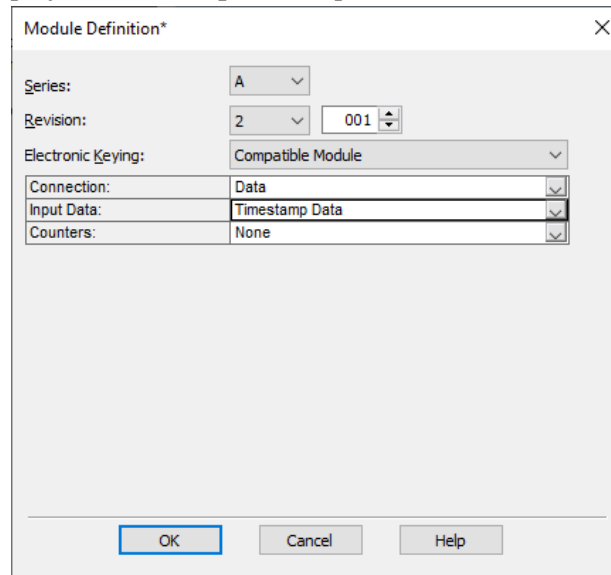 Module Definition*
Series: A
Revision: 2 001
Electronic Keying: Compatible Module
Connection: Data
Input Data: Timestamp Data
Counters: None
OK Cancel Help